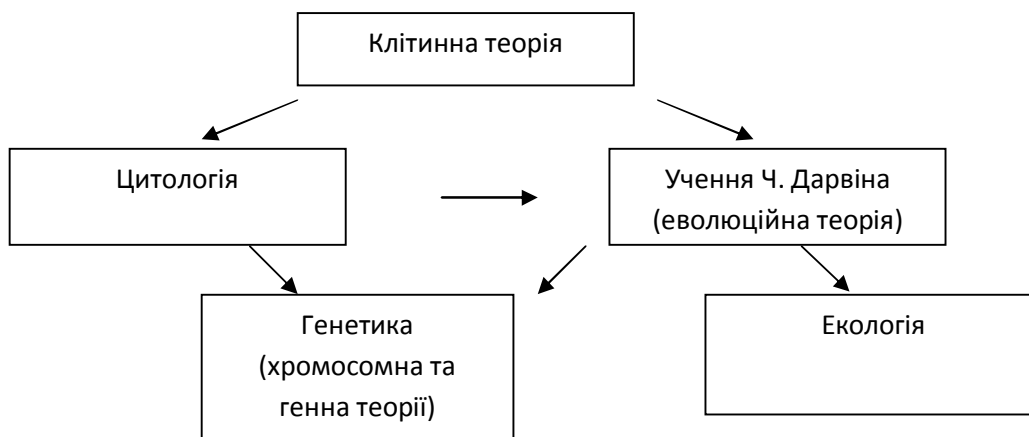 Клітинна теорія
Цитологія
Учення Ч. Дарвіна
(еволюційна теорія)
Генетика
(хромосомна та
генна теорії)
Екологія